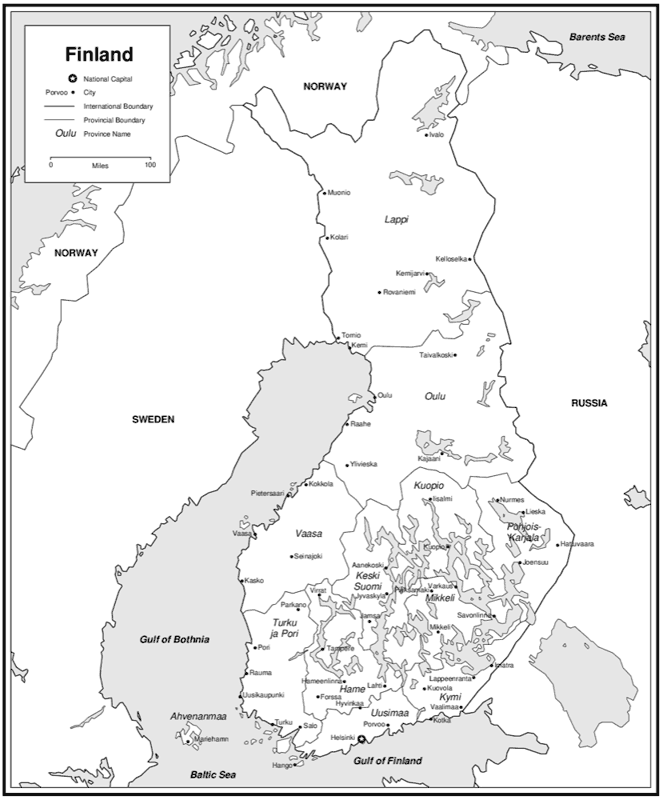 Finland
National Capital
Porvoo
City
International Boundary
Provincial Boundary
Oulu
Province Name
0
Miles
100
Barents Sea
NORWAY
Ivalo
Muonio
Lappi
Kolari
NORWAY
Kelloselka
Kemijarvi
Rovaniemi
Tornio
Kemi
Taivalkoski
Oulu
Oulu
RUSSIA
SWEDEN
Raahe
Kajaani
Ylivieska
Kokkola
Kuopio
Pietersaari
Iisalmi
Nurmes
Lieska
Vaasa
Vaasa
Pohjois-
Karjala
Hatuvaara
Kuopio
Seinajoki
Joensuu
Aanekoski
Keski
Suomi
Kasko
Virrat
Jyvaskyla
Pieksamaki
Varkaus
Mikkeli
Parkano
Jamsa
Savonlinna
Turku
ja Pori
Mikkeli
Gulf of Bothnia
Pori
Tampere
Imatra
Rauma
Hameenlinna
Lahti
Lappeenranta
Hame
Kuovola
Uusikaupunki
Forssa
Kymi
Hyvinkaa
Vaalimaa
Ahvenanmaa
Uusimaa
Turku
Salo
Porvoo
Kotka
Mariehamn
Helsinki
Hango
Gulf of Finland
Baltic Sea